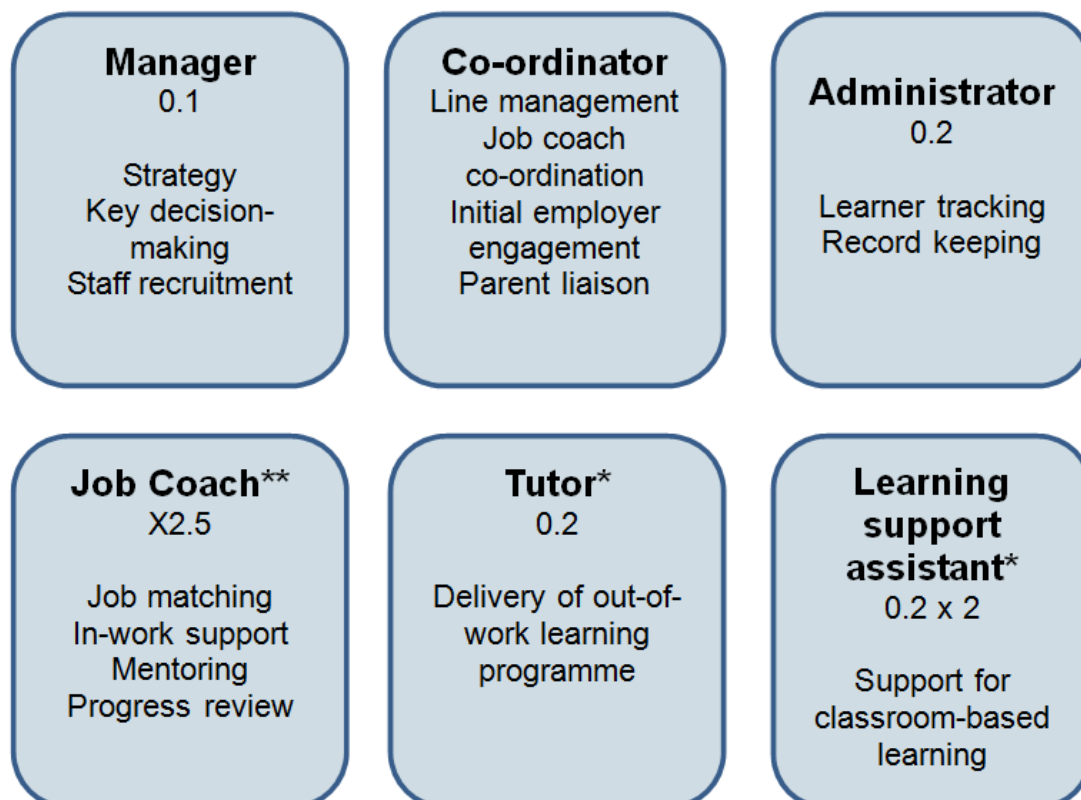 Manager
0.1
Strategy
Key decision-
making
Staff recruitment
Co-ordinator
Line management
Job coach
co-ordination
Initial employer
engagement
Parent liaison
Administrator
0.2
Learner tracking
Record keeping
Job Coach**
X2.5
Job matching
In-work support
Mentoring
Progress review
Tutor*
0.2
Delivery of out-of-
work learning
programme
Learning
support
assistant*
0.2 x 2
Support for
classroom-based
learning